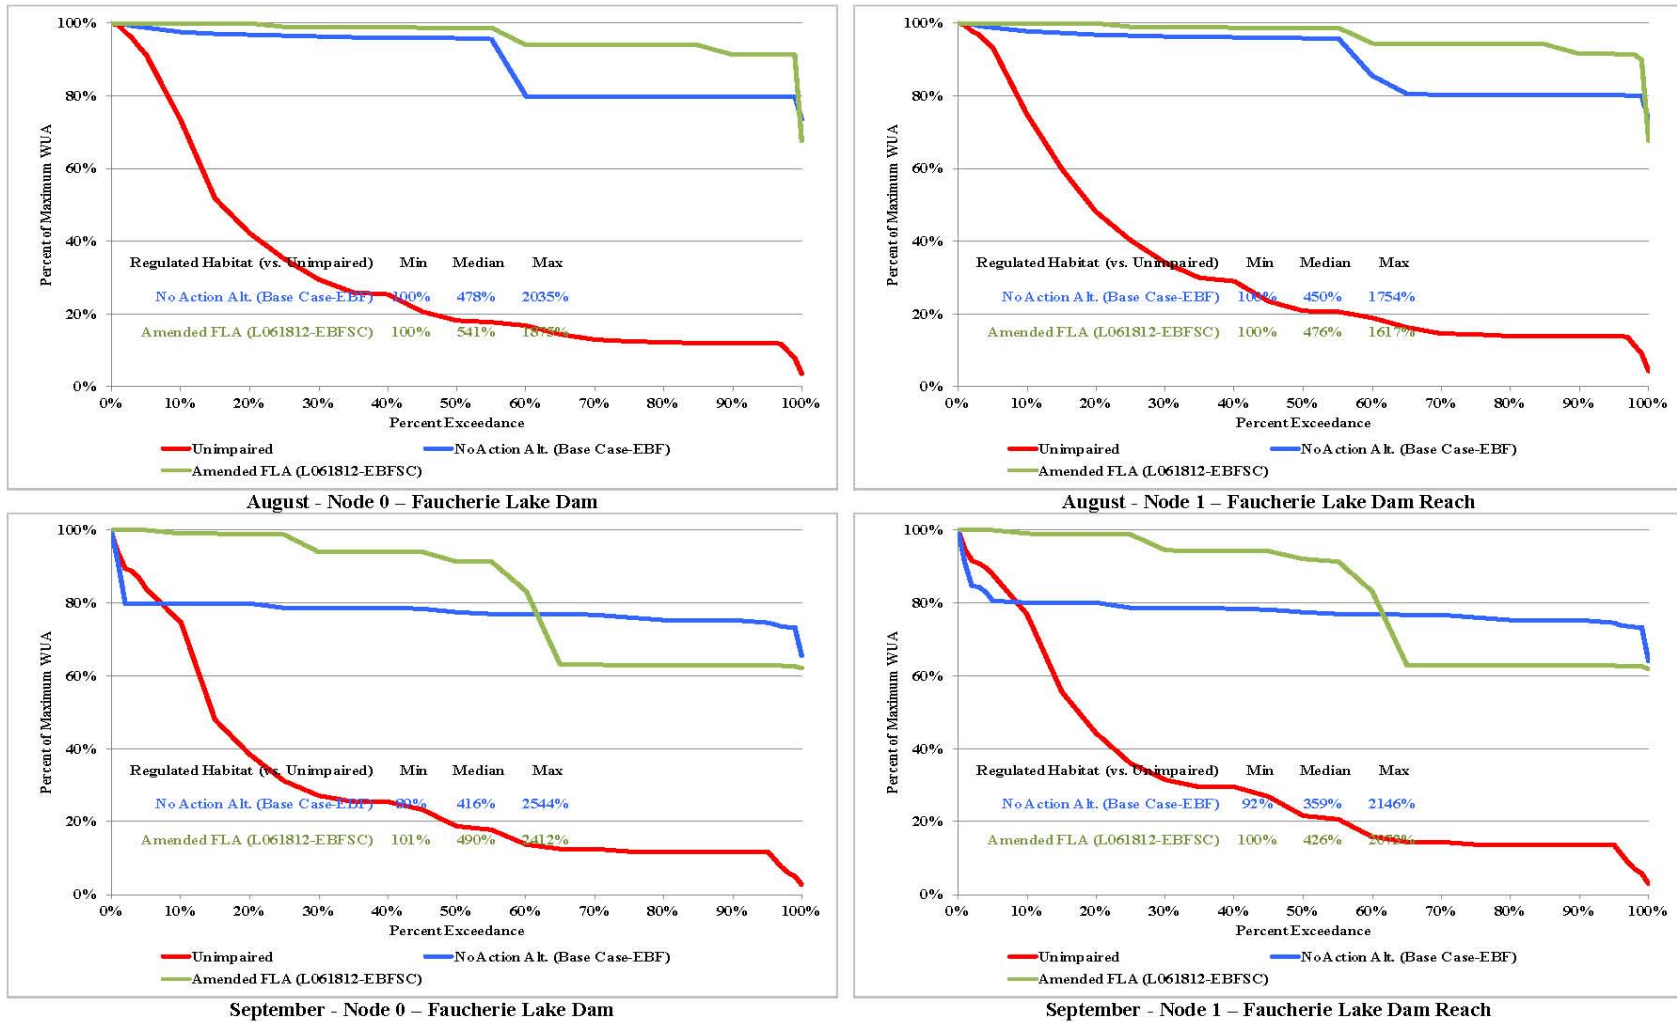 100%
80%
60%
40%
20%
0%
Percent of Maximum WUA
Regulated Habitat (vs. Unimpaired) Min Median Max
No Action Alt. (Base Case-EBF) 100% 478% 2035%
Amended FLA (L061812-EBFSC) 100% 541%
0% 10% 20% 30% 40% 50% 60% 70% 80% 90% 100%
Percent Exceedance
Unimpaired No Action Alt. (Base Case-EBF)
Amended FLA (L061812-EBFSC)
August - Node 0 – Faucherie Lake Dam
100%
80%
60%
40%
20%
0%
Percent of Maximum WUA
Regulated Habitat (vs. Unimpaired) Min Median Max
No Action Alt. (Base Case-EBF) 100% 450% 1754%
Amended FLA (L061812-EBFSC) 100% 476% 1617%
0% 10% 20% 30% 40% 50% 60% 70% 80% 90% 100%
Percent Exceedance
Unimpaired No Action Alt. (Base Case-EBF)
Amended FLA (L061812-EBFSC)
August - Node 1 – Faucherie Lake Dam Reach
100%
80%
60%
40%
20%
0%
Percent of Maximum WUA
Regulated Habitat (vs. Unimpaired) Min Median Max
No Action Alt. (Base Case-EBF) 416% 2544%
Amended FLA (L061812-EBFSC) 101% 490% 2412%
0% 10% 20% 30% 40% 50% 60% 70% 80% 90% 100%
Percent Exceedance
Unimpaired No Action Alt. (Base Case-EBF)
Amended FLA (L061812-EBFSC)
September - Node 0 – Faucherie Lake Dam
100%
80%
60%
40%
20%
0%
Percent of Maximum WUA
Regulated Habitat (vs. Unimpaired) Min Median Max
No Action Alt. (Base Case-EBF) 92% 359% 2146%
Amended FLA (L061812-EBFSC) 100% 426%
0% 10% 20% 30% 40% 50% 60% 70% 80% 90% 100%
Percent Exceedance
Unimpaired No Action Alt. (Base Case-EBF)
Amended FLA (L061812-EBFSC)
September - Node 1 – Faucherie Lake Dam Reach